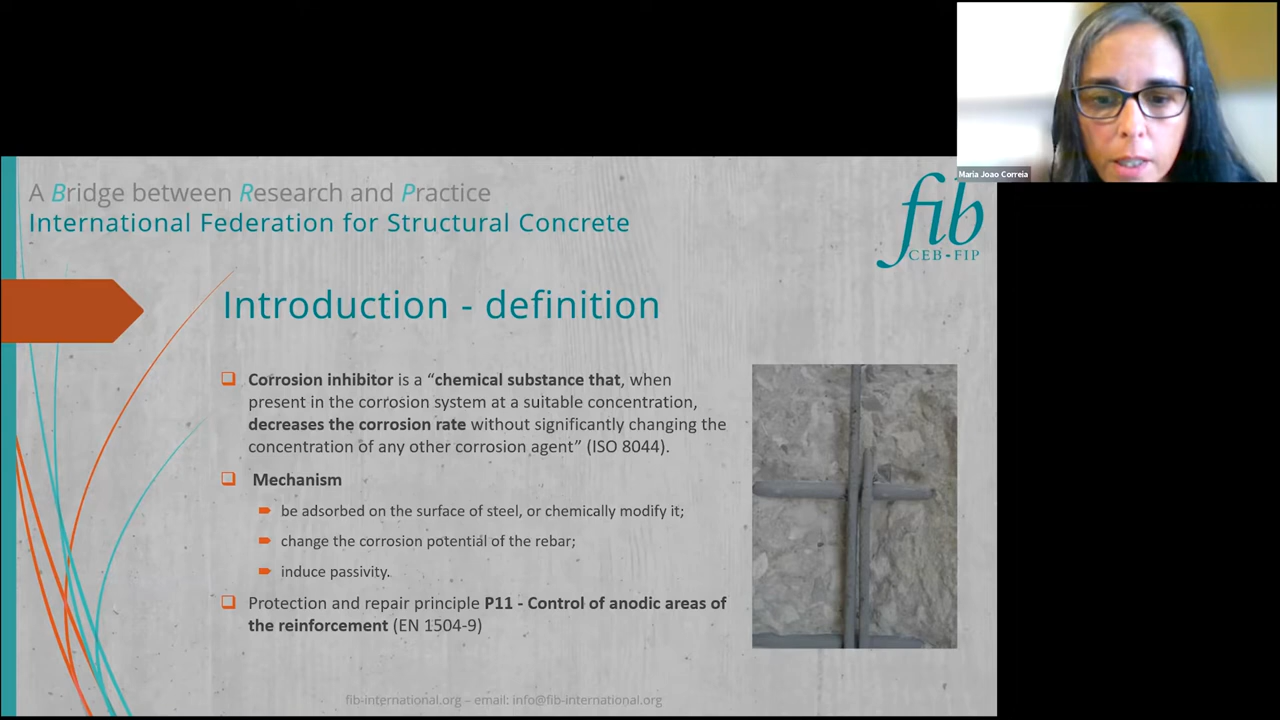 Maria Joao Correia
A Bridge between Research and Practice
International Federation for Structural Concrete
fib
CEB-FIP
Introduction - definition
Corrosion inhibitor is a “chemical substance that, when
present in the corrosion system at a suitable concentration,
decreases the corrosion rate without significantly changing the
concentration of any other corrosion agent” (ISO 8044).
Mechanism
be adsorbed on the surface of steel, or chemically modify it;
change the corrosion potential of the rebar;
induce passivity.
Protection and repair principle P11 - Control of anodic areas of
the reinforcement (EN 1504-9)
fib-international.org – email: info@fib-international.org